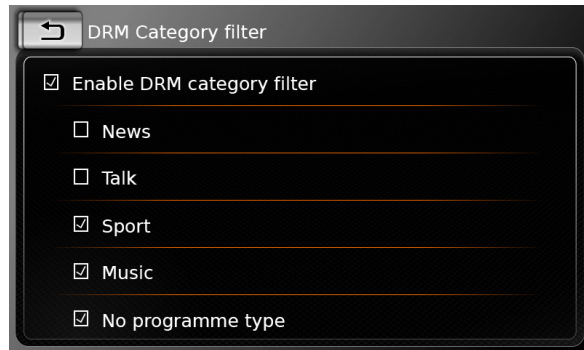 DRM Category filter
Enable DRM category filter
News
Talk
Sport
Music
No programme type